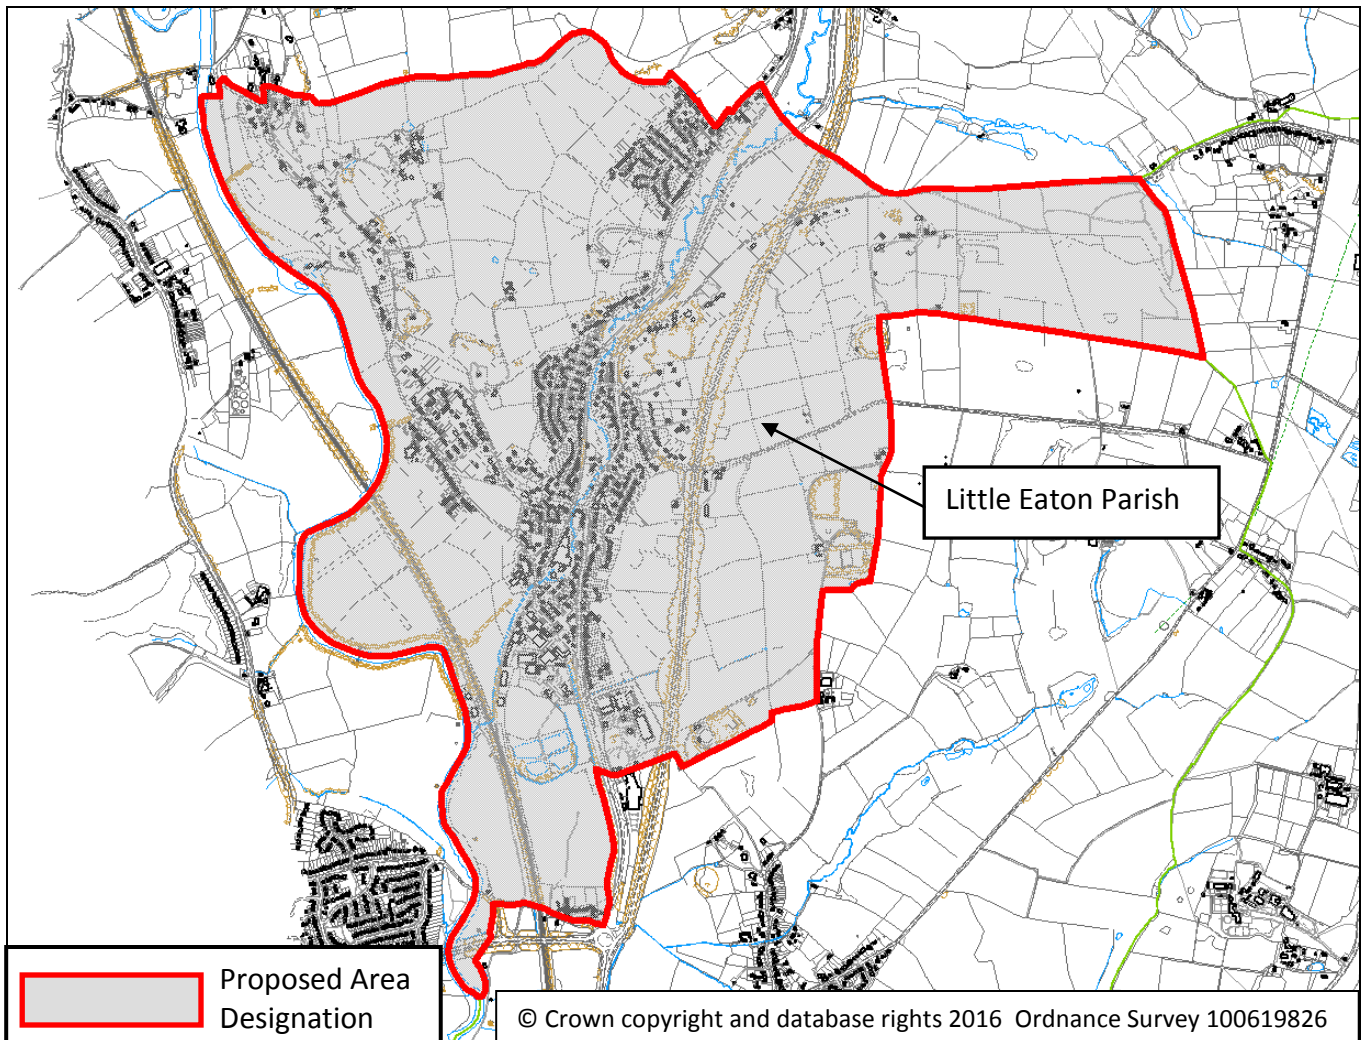 Little Eaton Parish
Proposed Area
Designation
© Crown copyright and database rights 2016 Ordnance Survey 100619826